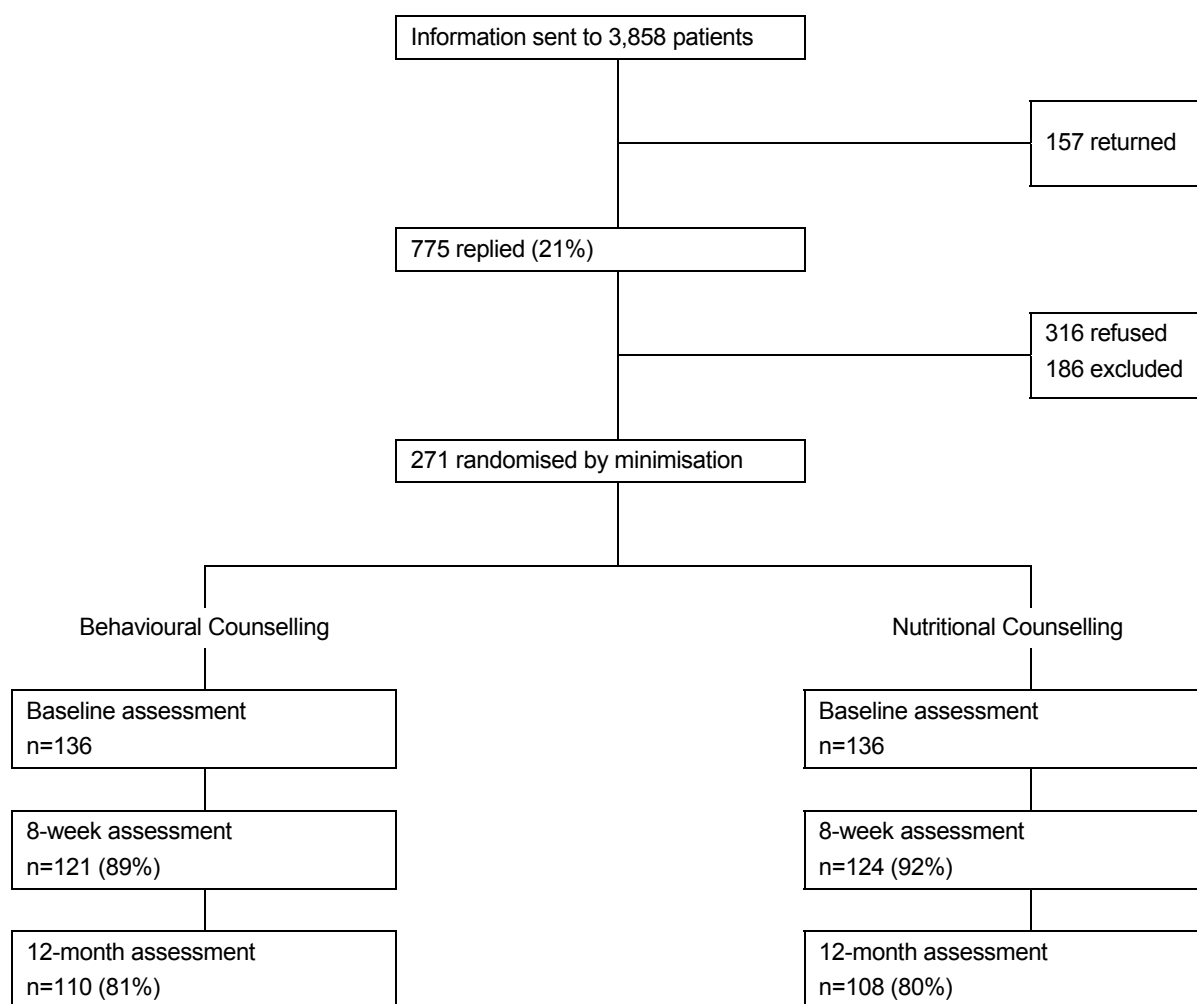 Information sent to 3,858 patients
157 returned
775 replied (21%)
316 refused
186 excluded
271 randomised by minimisation
Behavioural Counselling
Nutritional Counselling
Baseline assessment
n=136
Baseline assessment
n=136
8-week assessment
n=121 (89%)
8-week assessment
n=124 (92%)
12-month assessment
n=110 (81%)
12-month assessment
n=108 (80%)